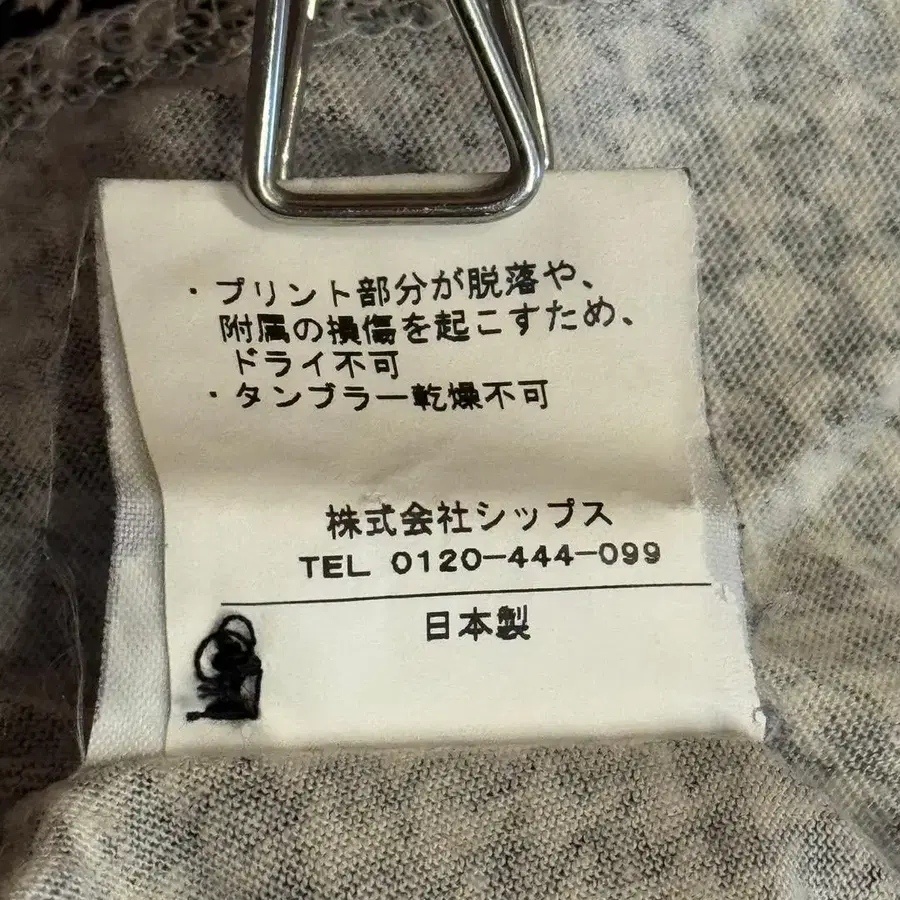 ・プリント部分が脱落や、
附属の損傷を起こすため、
ドライ不可
・タンブラー乾燥不可
株式会社シップス
TEL 0120-444-099
日本製